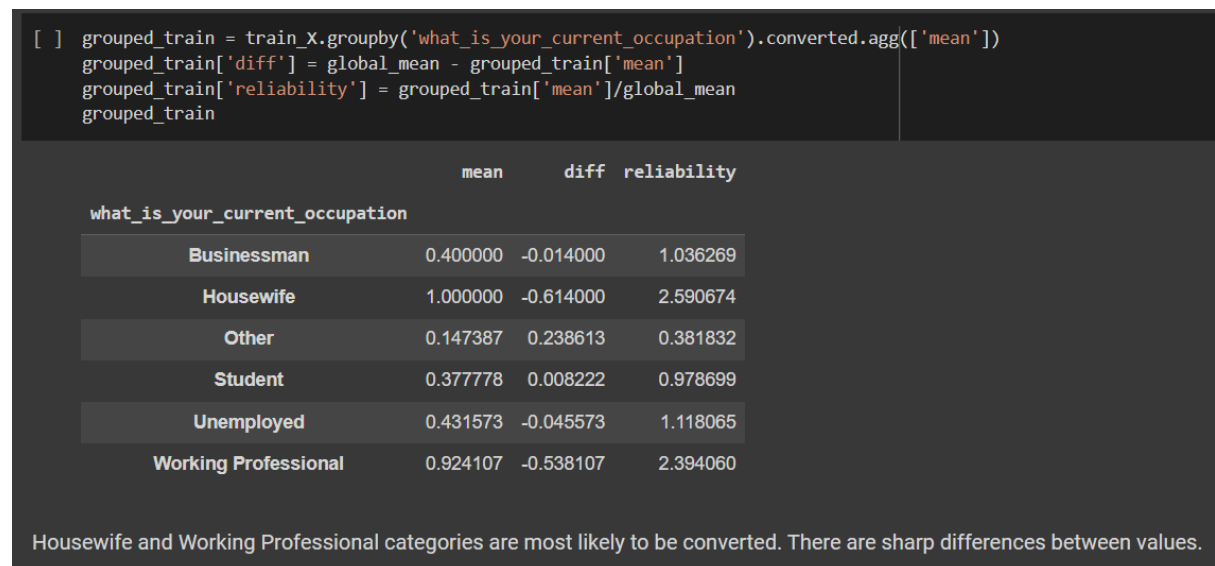 [ ] grouped_train = train_X.groupby('what_is_your_current_occupation').converted.agg(['mean'])
grouped_train['diff'] = global_mean - grouped_train['mean']
grouped_train['reliability'] = grouped_train['mean']/global_mean
grouped_train
mean diff reliability
what_is_your_current_occupation
Businessman 0.400000 -0.014000 1.036269
Housewife 1.000000 -0.614000 2.590674
Other 0.147387 0.238613 0.381832
Student 0.377778 0.008222 0.978699
Unemployed 0.431573 -0.045573 1.118065
Working Professional 0.924107 -0.538107 2.394060
Housewife and Working Professional categories are most likely to be converted. There are sharp differences between values.